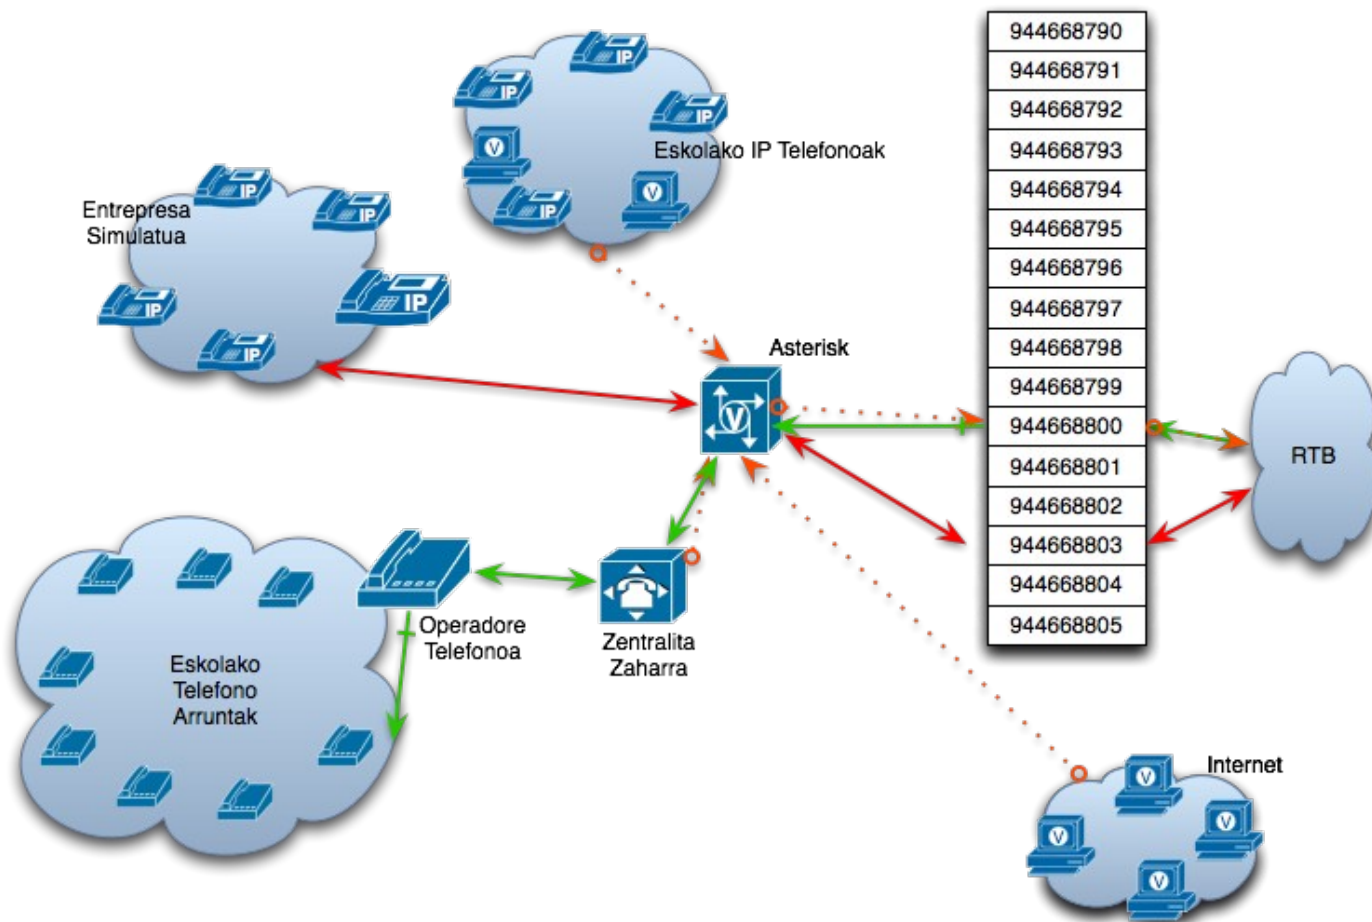 944668790
944668791
944668792
944668793
944668794
944668795
944668796
944668797
944668798
944668799
944668800
944668801
944668802
944668803
944668804
944668805
IP
IP
IP
V
Eskolako IP Telefonoak
IP
V
Entrepresa
Simulatua
IP
IP
IP
IP
IP
Asterisk
V
RTB
Operadore
Telefonoa
Zentralita
Zaharra
Eskolako
Telefono
Arruntak
Internet
V
V
V
V